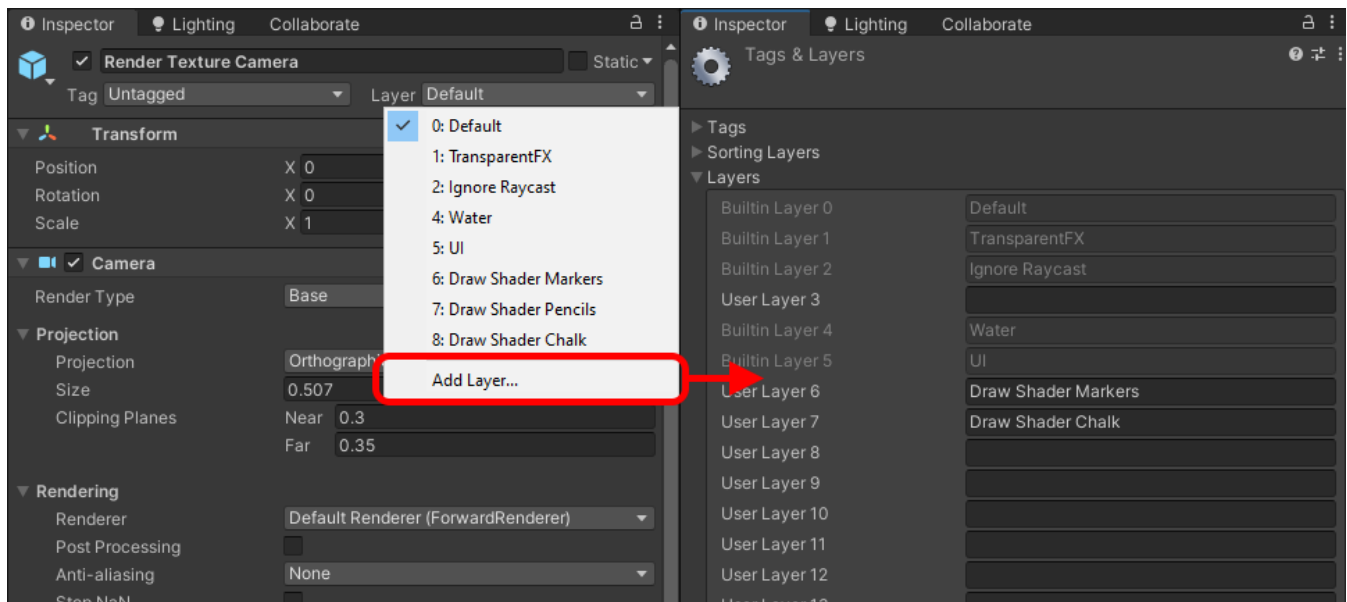 Inspector Lighting Collaborate
Render Texture Camera Static
Tag Untagged Layer Default
0: Default
1: TransparentFX
2: Ignore Raycast
4: Water
5: UI
6: Draw Shader Markers
7: Draw Shader Pencils
8: Draw Shader Chalk
Add Layer...
Transform
Position X 0
Rotation X 0
Scale X 1
Camera
Render Type Base
Projection
Projection Orthographi
Size 0.507
Clipping Planes Near 0.3
Far 0.35
Rendering
Renderer Default Renderer (ForwardRenderer)
Post Processing
Anti-aliasing None
Stop NaN
Inspector Lighting Collaborate
Tags & Layers
Tags
Sorting Layers
Layers
Builtin Layer 0 Default
Builtin Layer 1 TransparentFX
Builtin Layer 2 Ignore Raycast
User Layer 3
Builtin Layer 4 Water
Builtin Layer 5 UI
User Layer 6 Draw Shader Markers
User Layer 7 Draw Shader Chalk
User Layer 8
User Layer 9
User Layer 10
User Layer 11
User Layer 12